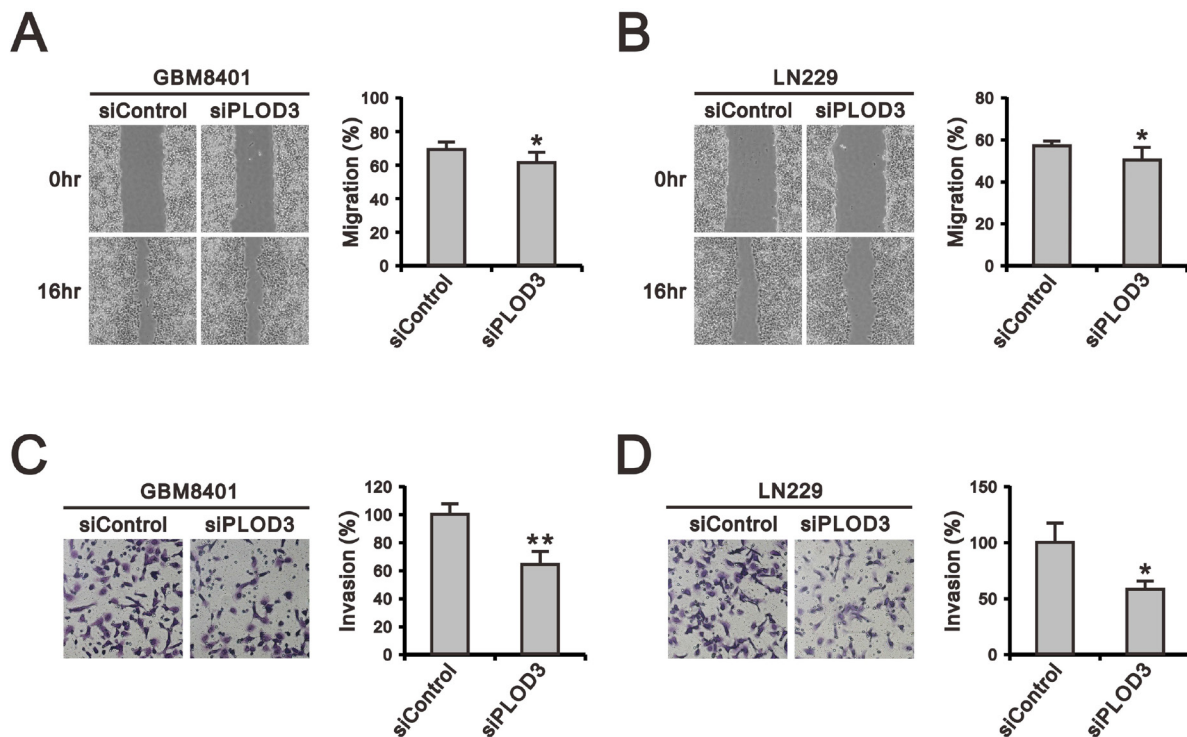 A
GBM8401
siControl siPLOD3
0hr
16hr
Migration (%)
100
80
60
40
20
0
*
siControl
siPLOD3
B
LN229
siControl siPLOD3
0hr
16hr
Migration (%)
80
60
40
20
0
*
siControl
siPLOD3
C
GBM8401
siControl siPLOD3
Invasion (%)
120
100
80
60
40
20
0
**
siControl
siPLOD3
D
LN229
siControl siPLOD3
Invasion (%)
150
100
50
0
*
siControl
siPLOD3